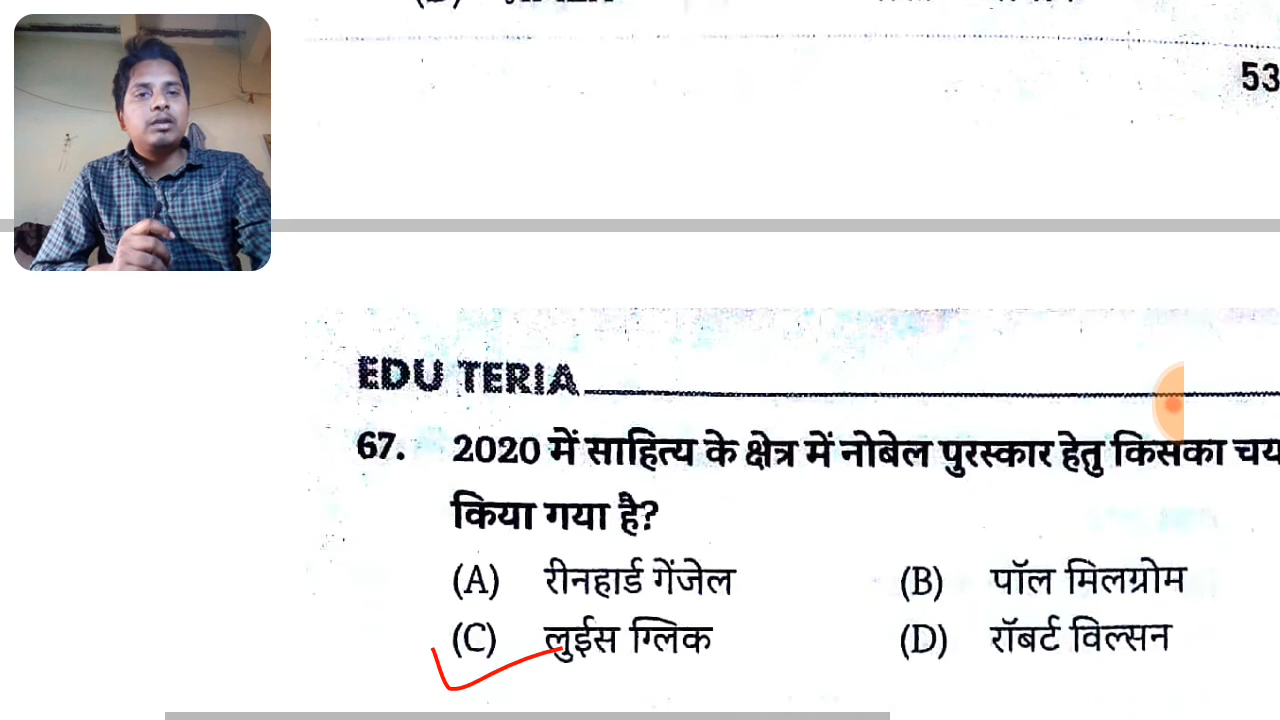 53
EDU TERIA
67. 2020 में साहित्य के क्षेत्र में नोबेल पुरस्कार हेतु किसका चय
किया गया है?
(A) रीनहार्ड गेंजेल (B) पॉल मिलग्रोम
(C) लुईस ग्लिक (D) रॉबर्ट विल्सन